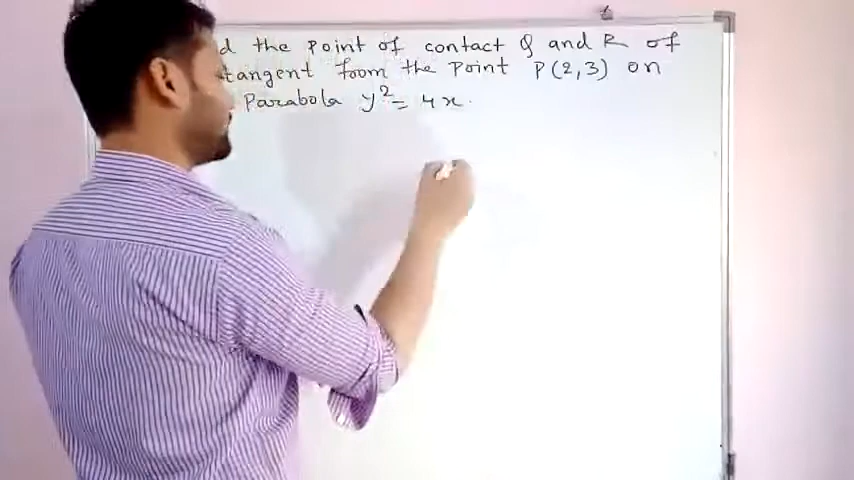 d the point of contact Q and R of
tangent from the Point P(2,3) on
Parabola y²= 4x.